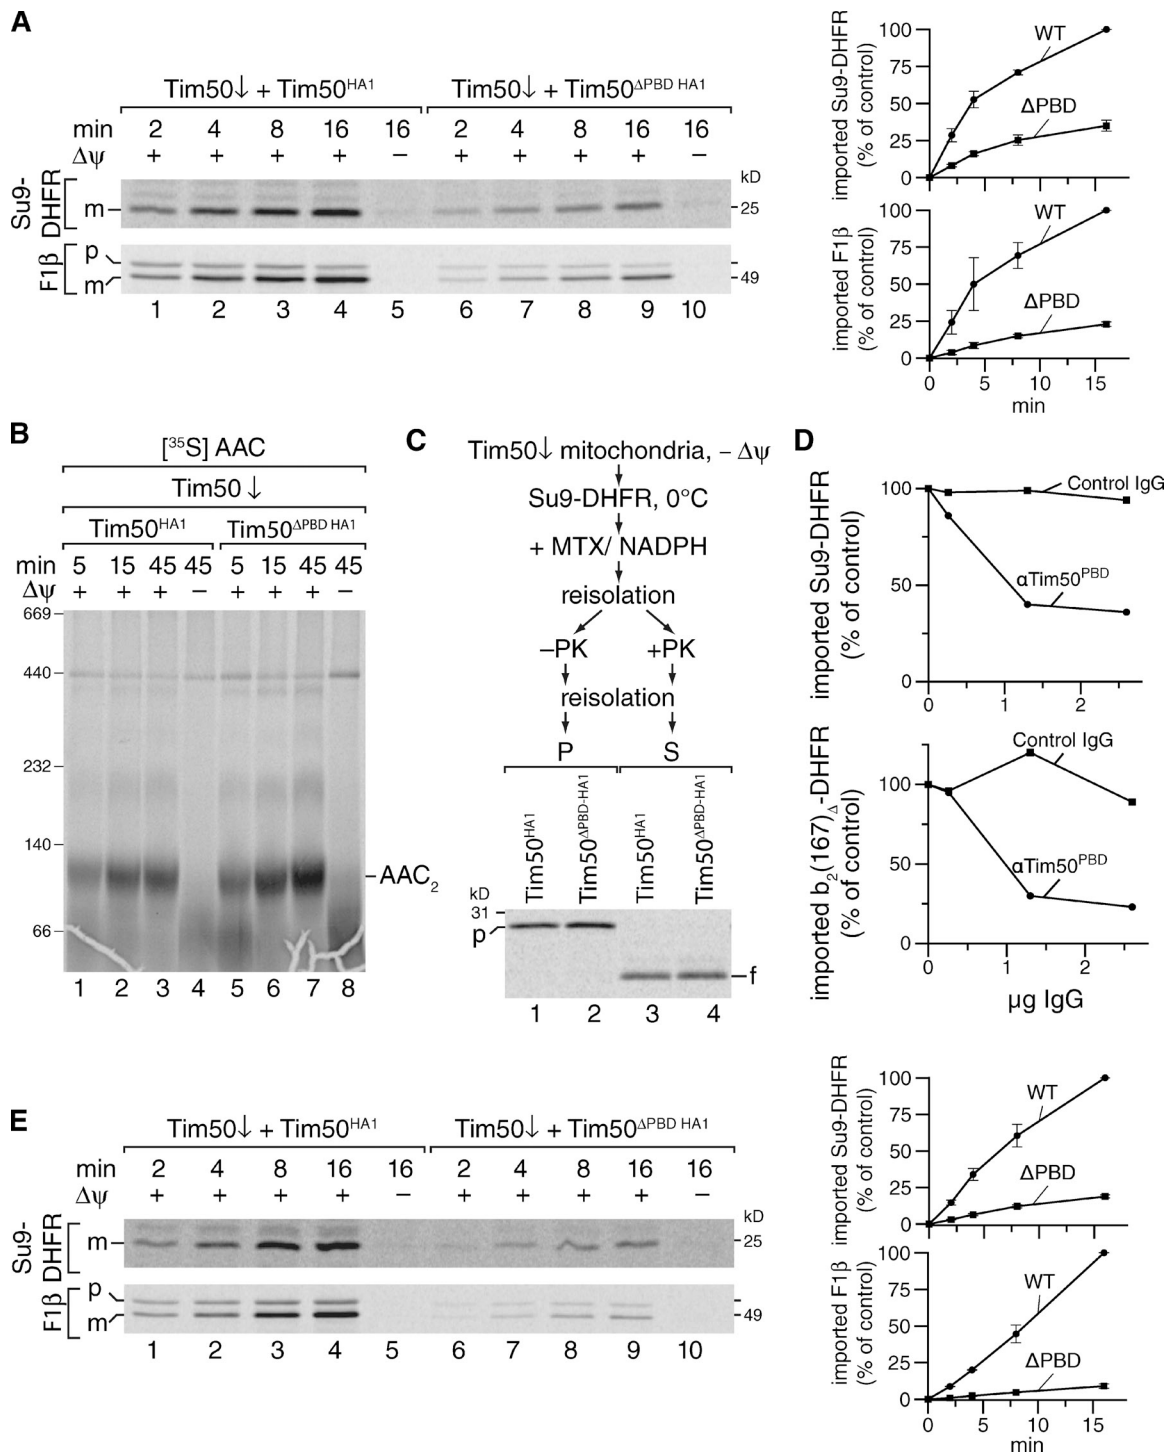 A
Tim50↓ + Tim50HA1 Tim50↓ + Tim50ΔPBD HA1
min 2 4 8 16 16 2 4 8 16 16
Δψ + + + + – + + + + –
kD
Su9-DHFR m 25
F1β p
m 49
1 2 3 4 5 6 7 8 9 10
imported Su9-DHFR
(% of control)
100
75
50
25
0
WT
ΔPBD
imported F1β
(% of control)
100
75
50
25
0
WT
ΔPBD
0 5 10 15
min
B
[35S] AAC
Tim50 ↓
Tim50HA1 Tim50ΔPBD HA1
min 5 15 45 45 5 15 45 45
Δψ + + + – + + + –
669
440
232
140
AAC2
66
1 2 3 4 5 6 7 8
C
Tim50↓ mitochondria, – Δψ
Su9-DHFR, 0°C
+ MTX/ NADPH
reisolation
–PK +PK
reisolation
P S
Tim50HA1
Tim50ΔPBD-HA1
Tim50HA1
Tim50ΔPBD-HA1
kD
31
p
f
1 2 3 4
D
imported Su9-DHFR
(% of control)
100
50
0
Control IgG
αTim50PBD
0 1 2
imported b2(167)Δ-DHFR
(% of control)
100
50
0
Control IgG
αTim50PBD
0 1 2
μg IgG
E
Tim50↓ + Tim50HA1 Tim50↓ + Tim50ΔPBD HA1
min 2 4 8 16 16 2 4 8 16 16
Δψ + + + + – + + + + –
kD
Su9-DHFR m 25
F1β p
m 49
1 2 3 4 5 6 7 8 9 10
imported Su9-DHFR
(% of control)
100
75
50
25
0
WT
ΔPBD
imported F1β
(% of control)
100
75
50
25
0
WT
ΔPBD
0 5 10 15
min